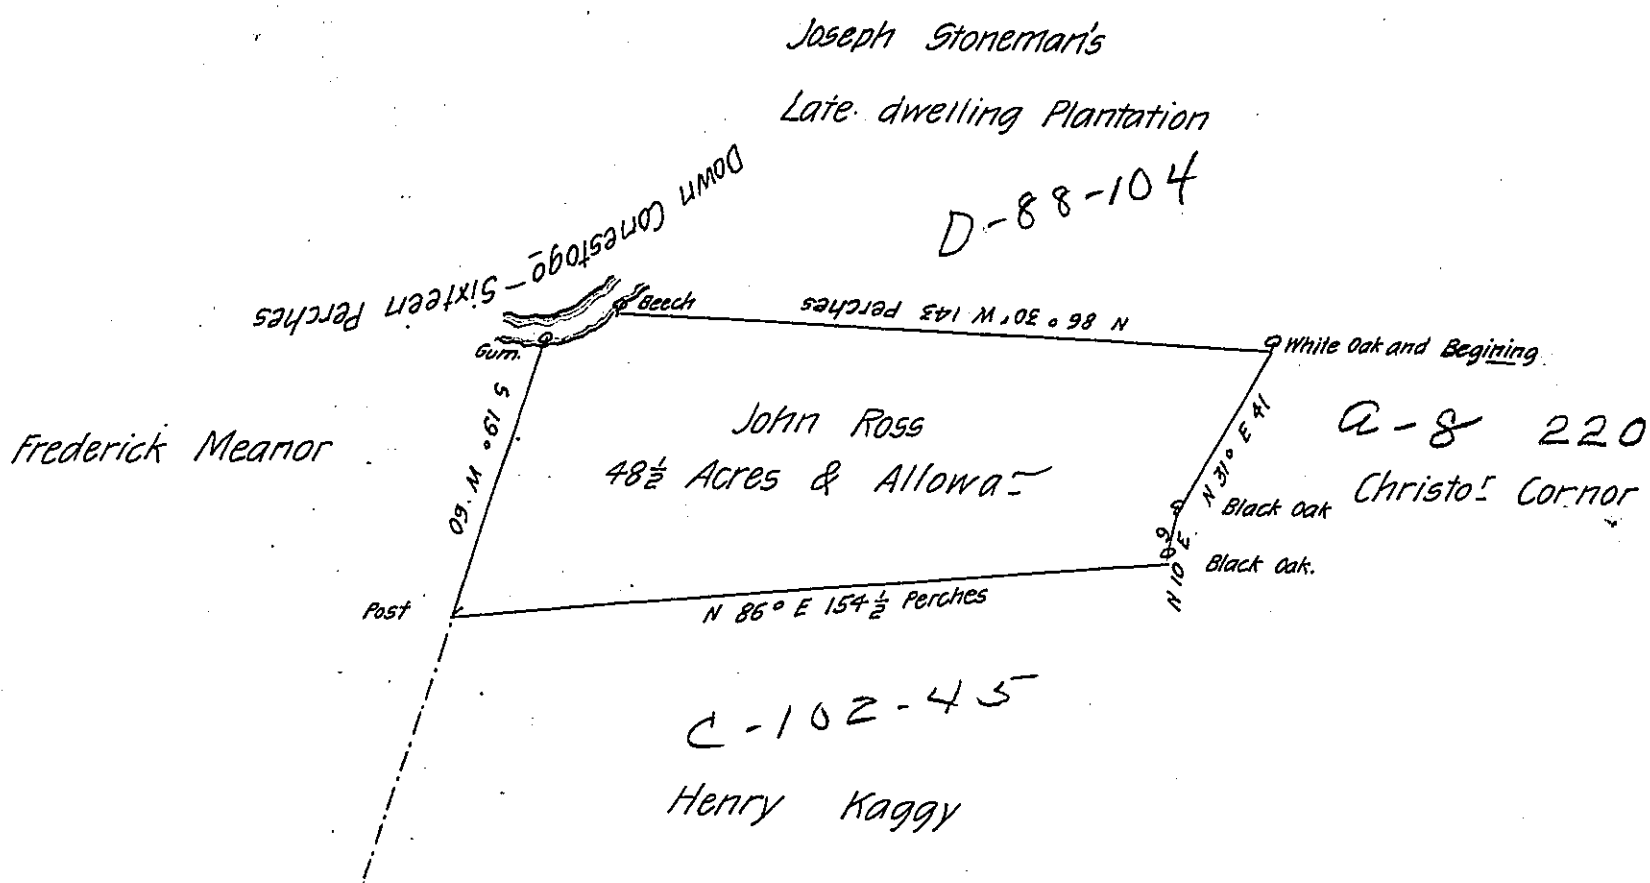 Joseph Stoneman's
Late dwelling Plantation
D-88-104
Down Conestogo - Sixteen Perches
Beech
N 86° 30' W 143 Perches
White Oak and Begining
Gum.
S 19° W 60
Frederick Meanor
John Ross
48½ Acres & Allowa
N 31° E 41
a-8 220
Christor Cornor
Black Oak
N 10 E 9
Black Oak.
Post
N 86° E 154½ Perches
C-102-45
Henry Kaggy